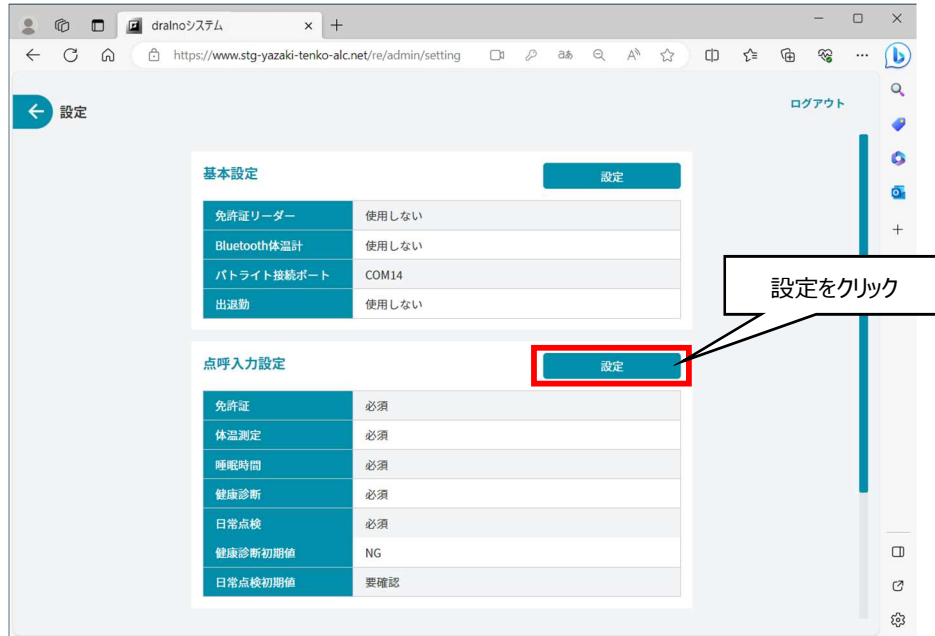 dralnoシステム
https://www.stg-yazaki-tenko-alc.net/re/admin/setting
あぁ
設定
ログアウト
基本設定
設定
免許証リーダー 使用しない
Bluetooth体温計 使用しない
パトライト接続ポート COM14
出退勤 使用しない
設定をクリック
点呼入力設定
設定
免許証 必須
体温測定 必須
睡眠時間 必須
健康診断 必須
日常点検 必須
健康診断初期値 NG
日常点検初期値 要確認